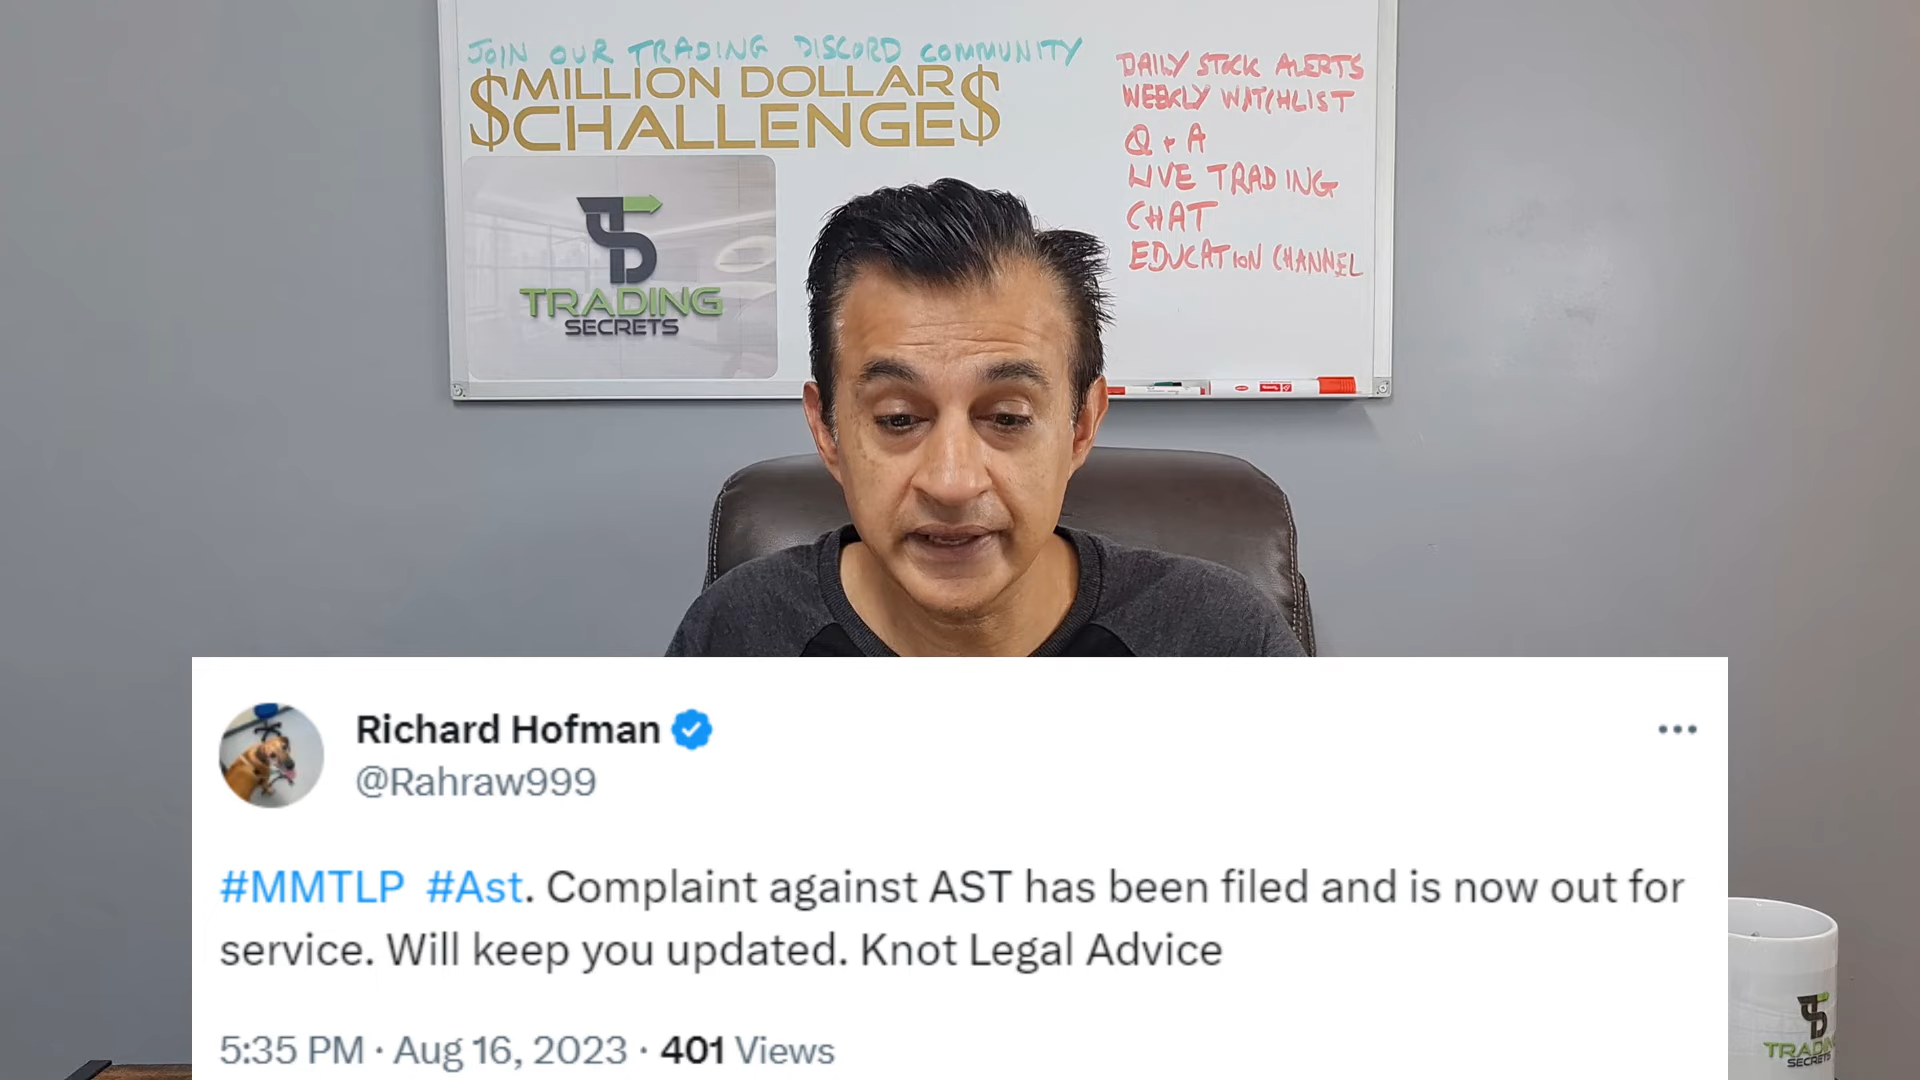 JOIN OUR TRADING DISCORD COMMUNITY
$MILLION DOLLAR$
CHALLENGE
DAILY STOCK ALERTS
WEEKLY WATCHLIST
Q + A
LIVE TRADING
CHAT
EDUCATION CHANNEL
TRADING
SECRETS
Richard Hofman
@Rahraw999
#MMTLP #Ast. Complaint against AST has been filed and is now out for
service. Will keep you updated. Knot Legal Advice
5:35 PM · Aug 16, 2023 · 401 Views
TRADING
SECRETS